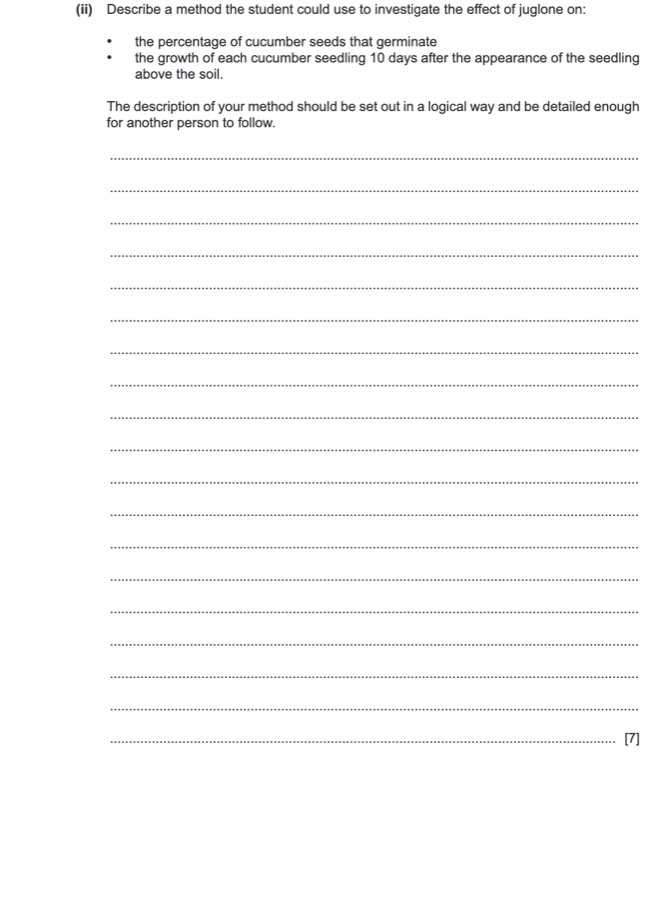 (ii) Describe a method the student could use to investigate the effect of juglone on:
• the percentage of cucumber seeds that germinate
• the growth of each cucumber seedling 10 days after the appearance of the seedling
above the soil.
The description of your method should be set out in a logical way and be detailed enough
for another person to follow.
[7]